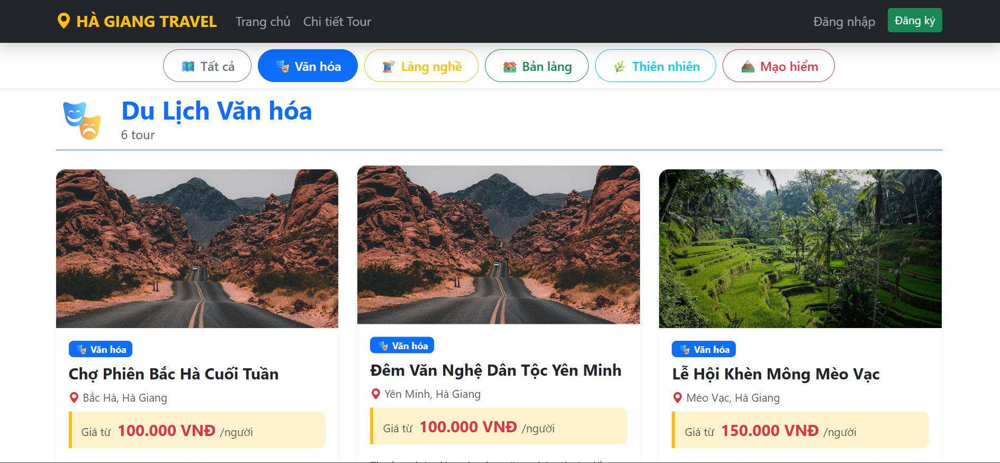 HÀ GIANG TRAVEL Trang chủ Chi tiết Tour Đăng nhập Đăng ký
Tất cả Văn hóa Làng nghề Bản làng Thiên nhiên Mạo hiểm
Du Lịch Văn hóa
6 tour
Văn hóa
Chợ Phiên Bắc Hà Cuối Tuần
Bắc Hà, Hà Giang
Giá từ 100.000 VNĐ /người
Văn hóa
Đêm Văn Nghệ Dân Tộc Yên Minh
Yên Minh, Hà Giang
Giá từ 100.000 VNĐ /người
Văn hóa
Lễ Hội Khèn Mông Mèo Vạc
Mèo Vạc, Hà Giang
Giá từ 150.000 VNĐ /người